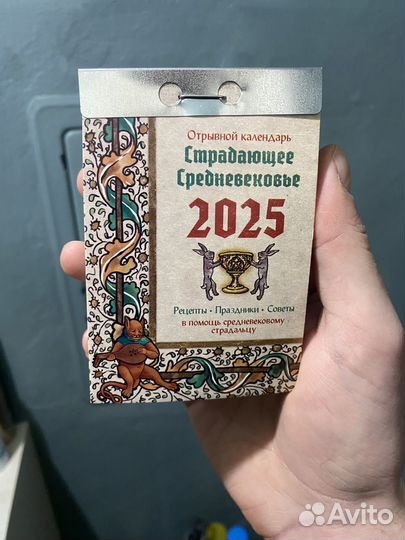 Отрывной календарь
Страдающее
Средневековье
2025
Рецепты • Праздники • Советы
в помощь средневековому
страдальцу
Avito